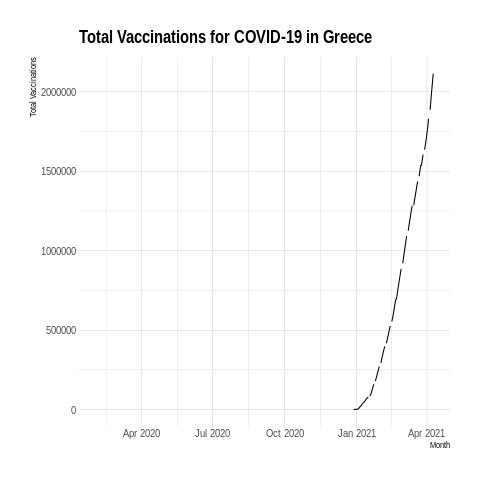 Total Vaccinations for COVID-19 in Greece
Total Vaccinations
2000000
1500000
1000000
500000
0
Apr 2020 Jul 2020 Oct 2020 Jan 2021 Apr 2021
Month